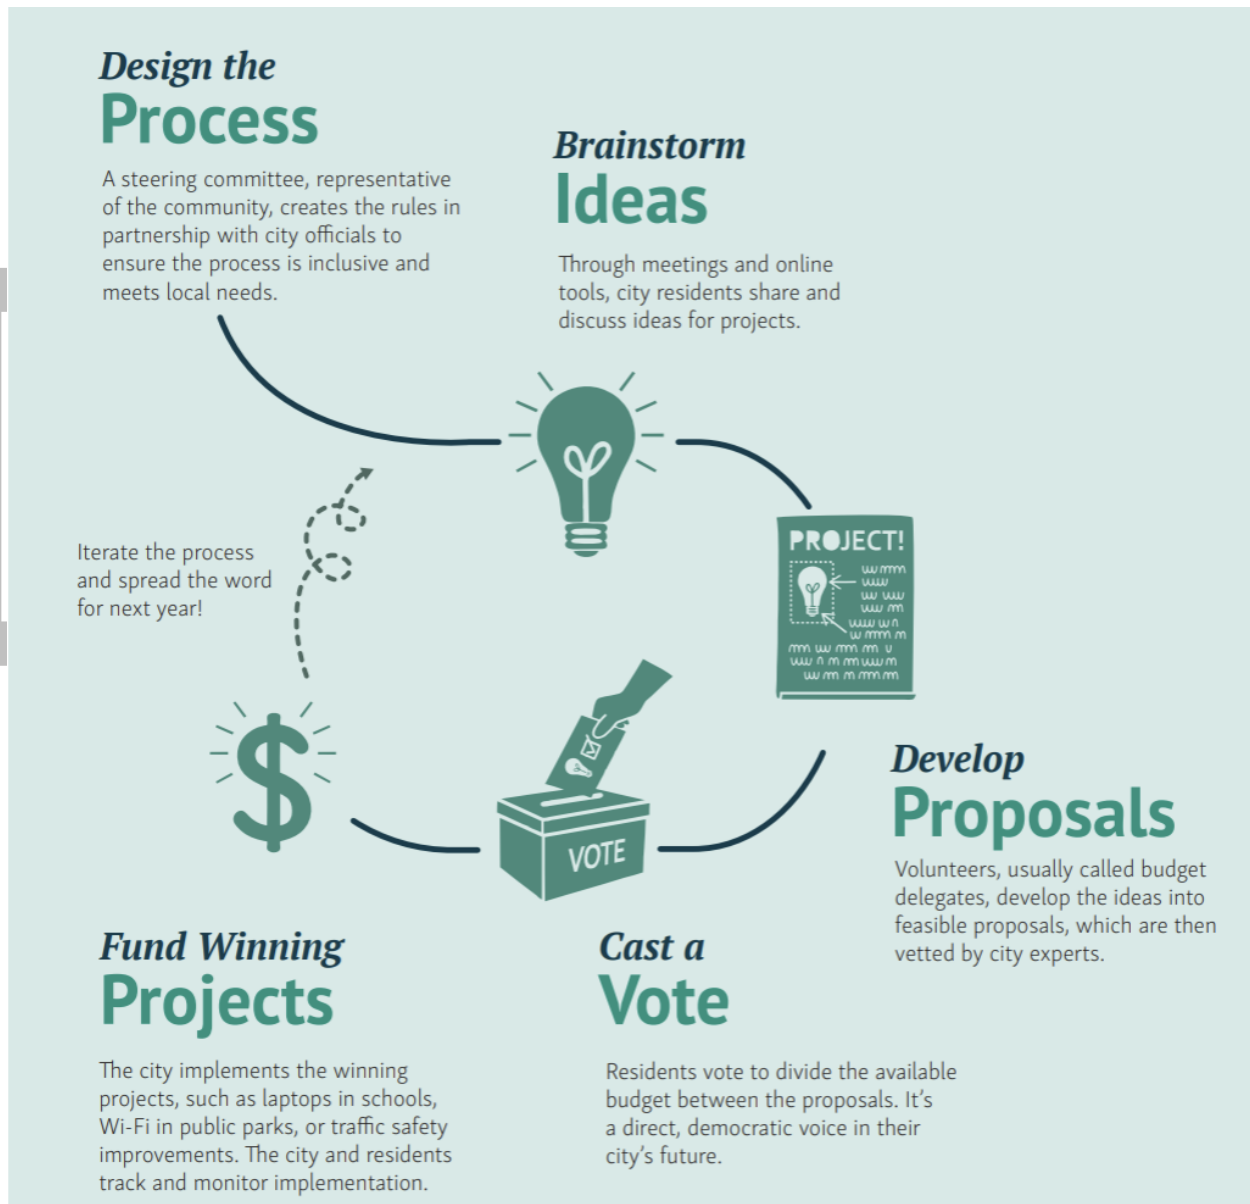 Design the
Process
A steering committee, representative
of the community, creates the rules in
partnership with city officials to
ensure the process is inclusive and
meets local needs.
Brainstorm
Ideas
Through meetings and online
tools, city residents share and
discuss ideas for projects.
PROJECT!
Develop
Proposals
Volunteers, usually called budget
delegates, develop the ideas into
feasible proposals, which are then
vetted by city experts.
VOTE
Cast a
Vote
Residents vote to divide the available
budget between the proposals. It's
a direct, democratic voice in their
city's future.
Fund Winning
Projects
The city implements the winning
projects, such as laptops in schools,
Wi-Fi in public parks, or traffic safety
improvements. The city and residents
track and monitor implementation.
$
Iterate the process
and spread the word
for next year!